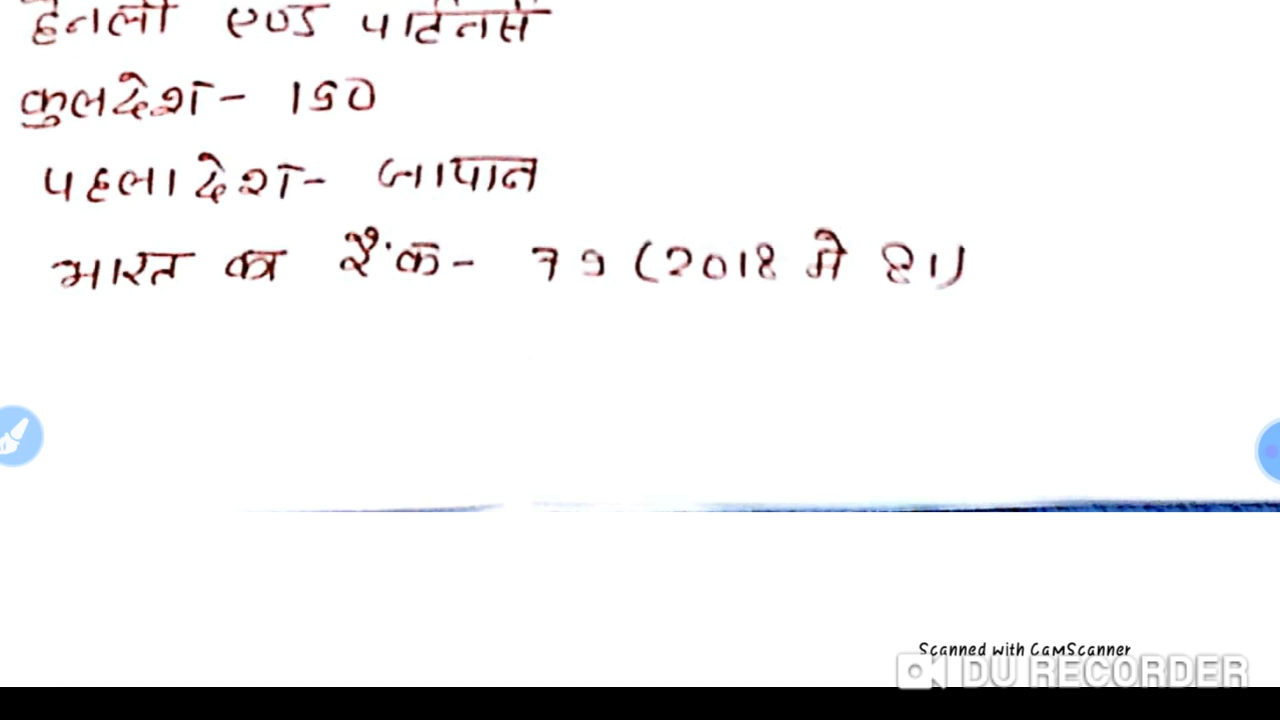 हेनली एण्ड पार्टनर्स
कुलदेश - 190
पहला देश - जापान
भारत का रैंक - 79 (2018 मे 81)
Scanned with CamScanner
DU RECORDER